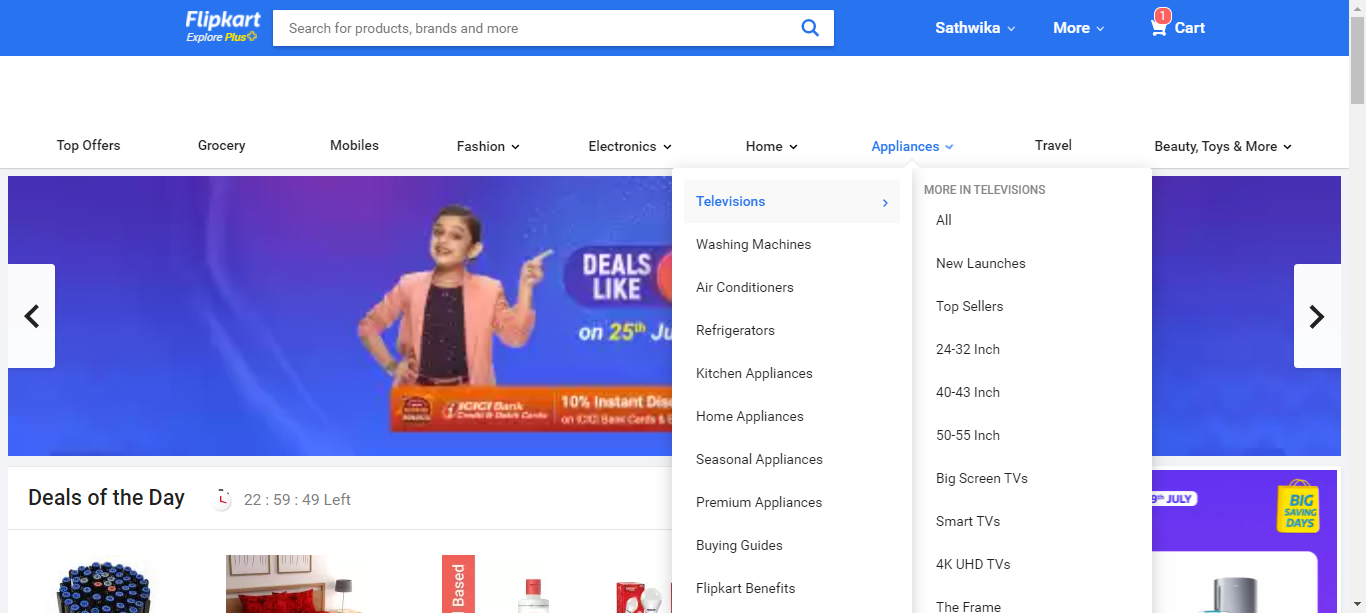 Flipkart
Explore Plus
Search for products, brands and more
Sathwika
More
1
Cart
Top Offers
Grocery
Mobiles
Fashion
Electronics
Home
Appliances
Travel
Beauty, Toys & More
Televisions
Washing Machines
Air Conditioners
Refrigerators
Kitchen Appliances
Home Appliances
Seasonal Appliances
Premium Appliances
Buying Guides
Flipkart Benefits
MORE IN TELEVISIONS
All
New Launches
Top Sellers
24-32 Inch
40-43 Inch
50-55 Inch
Big Screen TVs
Smart TVs
4K UHD TVs
The Frame
DEALS
LIKE
on 25th Ju
ICICI Bank
Credit & Debit Cards
10% Instant Disc
on ICICI Bank Cards & E
Deals of the Day
22 : 59 : 49 Left
Based
9th JULY
BIG
SAVING
DAYS